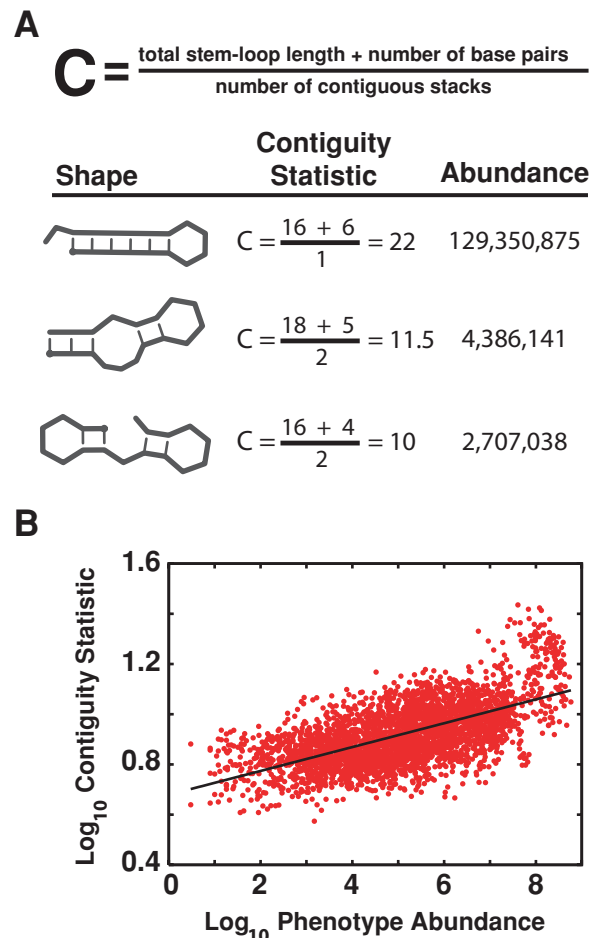 A
C = total stem-loop length + number of base pairs
number of contiguous stacks
Shape
Contiguity
Statistic
Abundance
C = 16 + 6 / 1 = 22 129,350,875
C = 18 + 5 / 2 = 11.5 4,386,141
C = 16 + 4 / 2 = 10 2,707,038
B
Log10 Contiguity Statistic
1.6
1.2
0.8
0.4
0 2 4 6 8
Log10 Phenotype Abundance